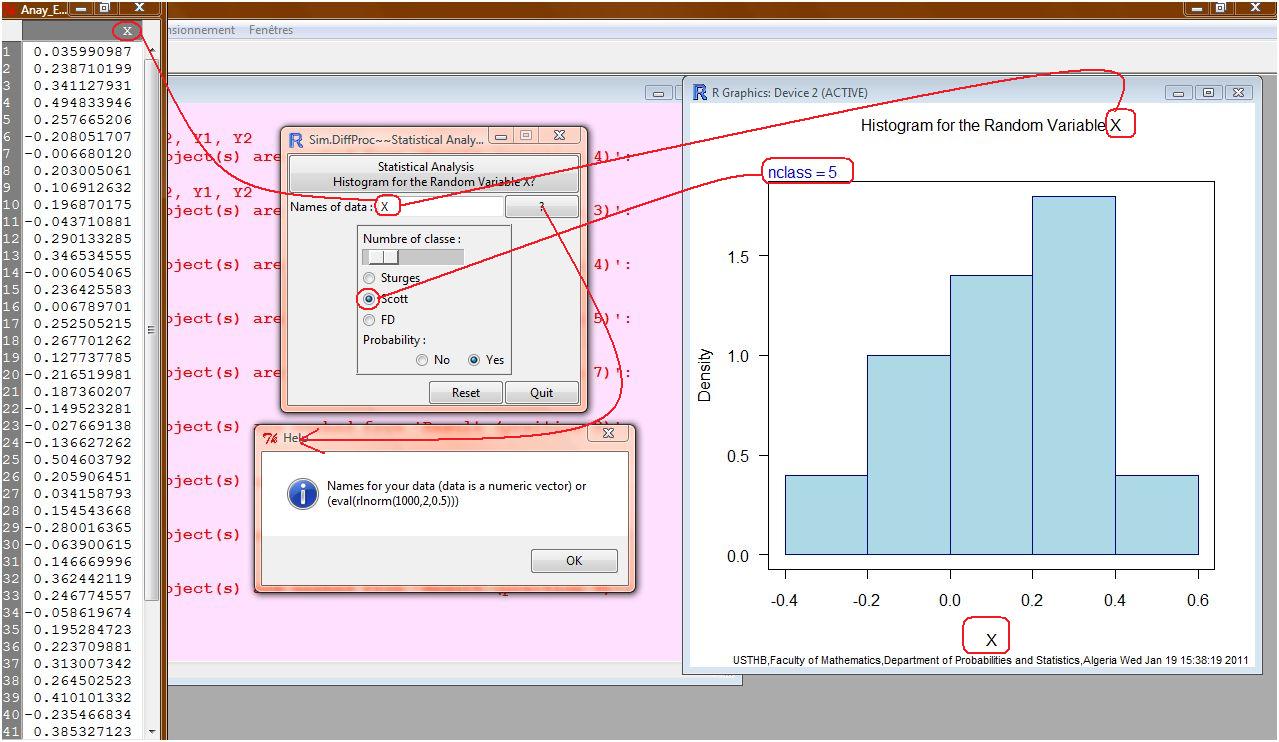 Anay_E...
X
1 0.035990987
2 0.238710199
3 0.341127931
4 0.494833946
5 0.257665206
6 -0.208051707
7 -0.006680120
8 0.203005061
9 0.106912632
10 0.196870175
11 -0.043710881
12 0.290133285
13 0.346534555
14 -0.006054065
15 0.236425583
16 0.006789701
17 0.252505215
18 0.267701262
19 0.127737785
20 -0.216519981
21 0.187360207
22 -0.149523281
23 -0.027669138
24 -0.136627262
25 0.504603792
26 0.205906451
27 0.034158793
28 0.154543668
29 -0.280016365
30 -0.063900615
31 0.146669996
32 0.362442119
33 0.246774557
34 -0.058619674
35 0.195284723
36 0.223709881
37 0.313007342
38 0.264502523
39 0.410101332
40 -0.235466834
41 0.385327123
nsionnement Fenêtres
2, Y1, Y2
bject(s) are 4)':
2, Y1, Y2
bject(s) are 3)':
bject(s) are 4)':
bject(s) are 5)':
bject(s) are 7)':
bject(s)
bject(s)
bject(s)
bject(s)
Sim.DiffProc~~Statistical Analy...
Statistical Analysis
Histogram for the Random Variable X?
Names of data : X ?
Numbre of classe :
Sturges
Scott
FD
Probability :
No Yes
Reset Quit
Help
Names for your data (data is a numeric vector) or
(eval(rlnorm(1000,2,0.5)))
OK
R Graphics: Device 2 (ACTIVE)
Histogram for the Random Variable X
nclass = 5
Density
1.5
1.0
0.5
0.0
-0.4 -0.2 0.0 0.2 0.4 0.6
X
USTHB,Faculty of Mathematics,Department of Probabilities and Statistics,Algeria Wed Jan 19 15:38:19 2011